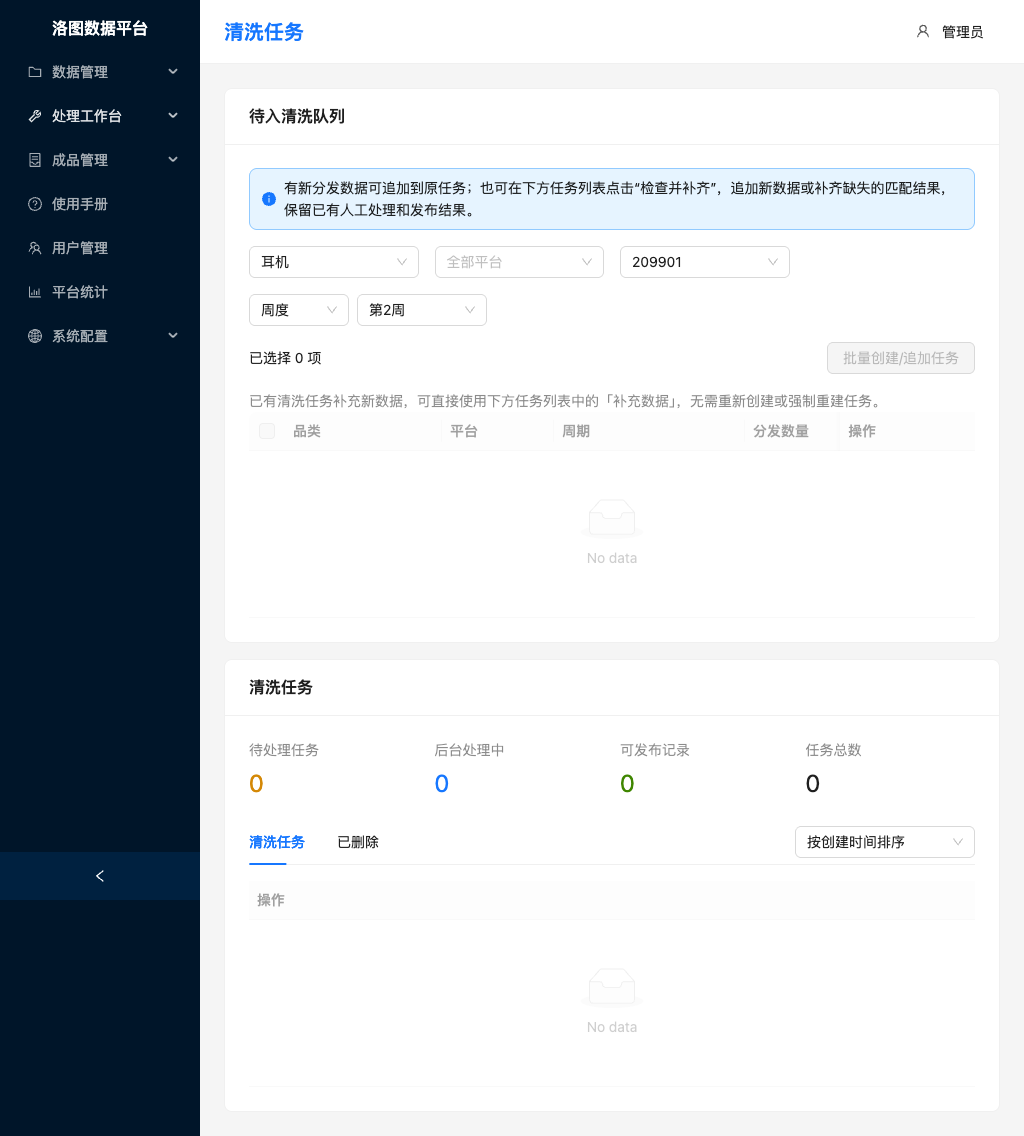 洛图数据平台
数据管理
处理工作台
成品管理
使用手册
用户管理
平台统计
系统配置
清洗任务
管理员
待入清洗队列
有新分发数据可追加到原任务；也可在下方任务列表点击“检查并补齐”，追加新数据或补齐缺失的匹配结果，
保留已有人工处理和发布结果。
耳机
全部平台
209901
周度
第2周
已选择 0 项
批量创建/追加任务
已有清洗任务补充新数据，可直接使用下方任务列表中的「补充数据」，无需重新创建或强制重建任务。
品类 平台 周期 分发数量 操作
No data
清洗任务
待处理任务 后台处理中 可发布记录 任务总数
0 0 0 0
清洗任务 已删除 按创建时间排序
操作
No data